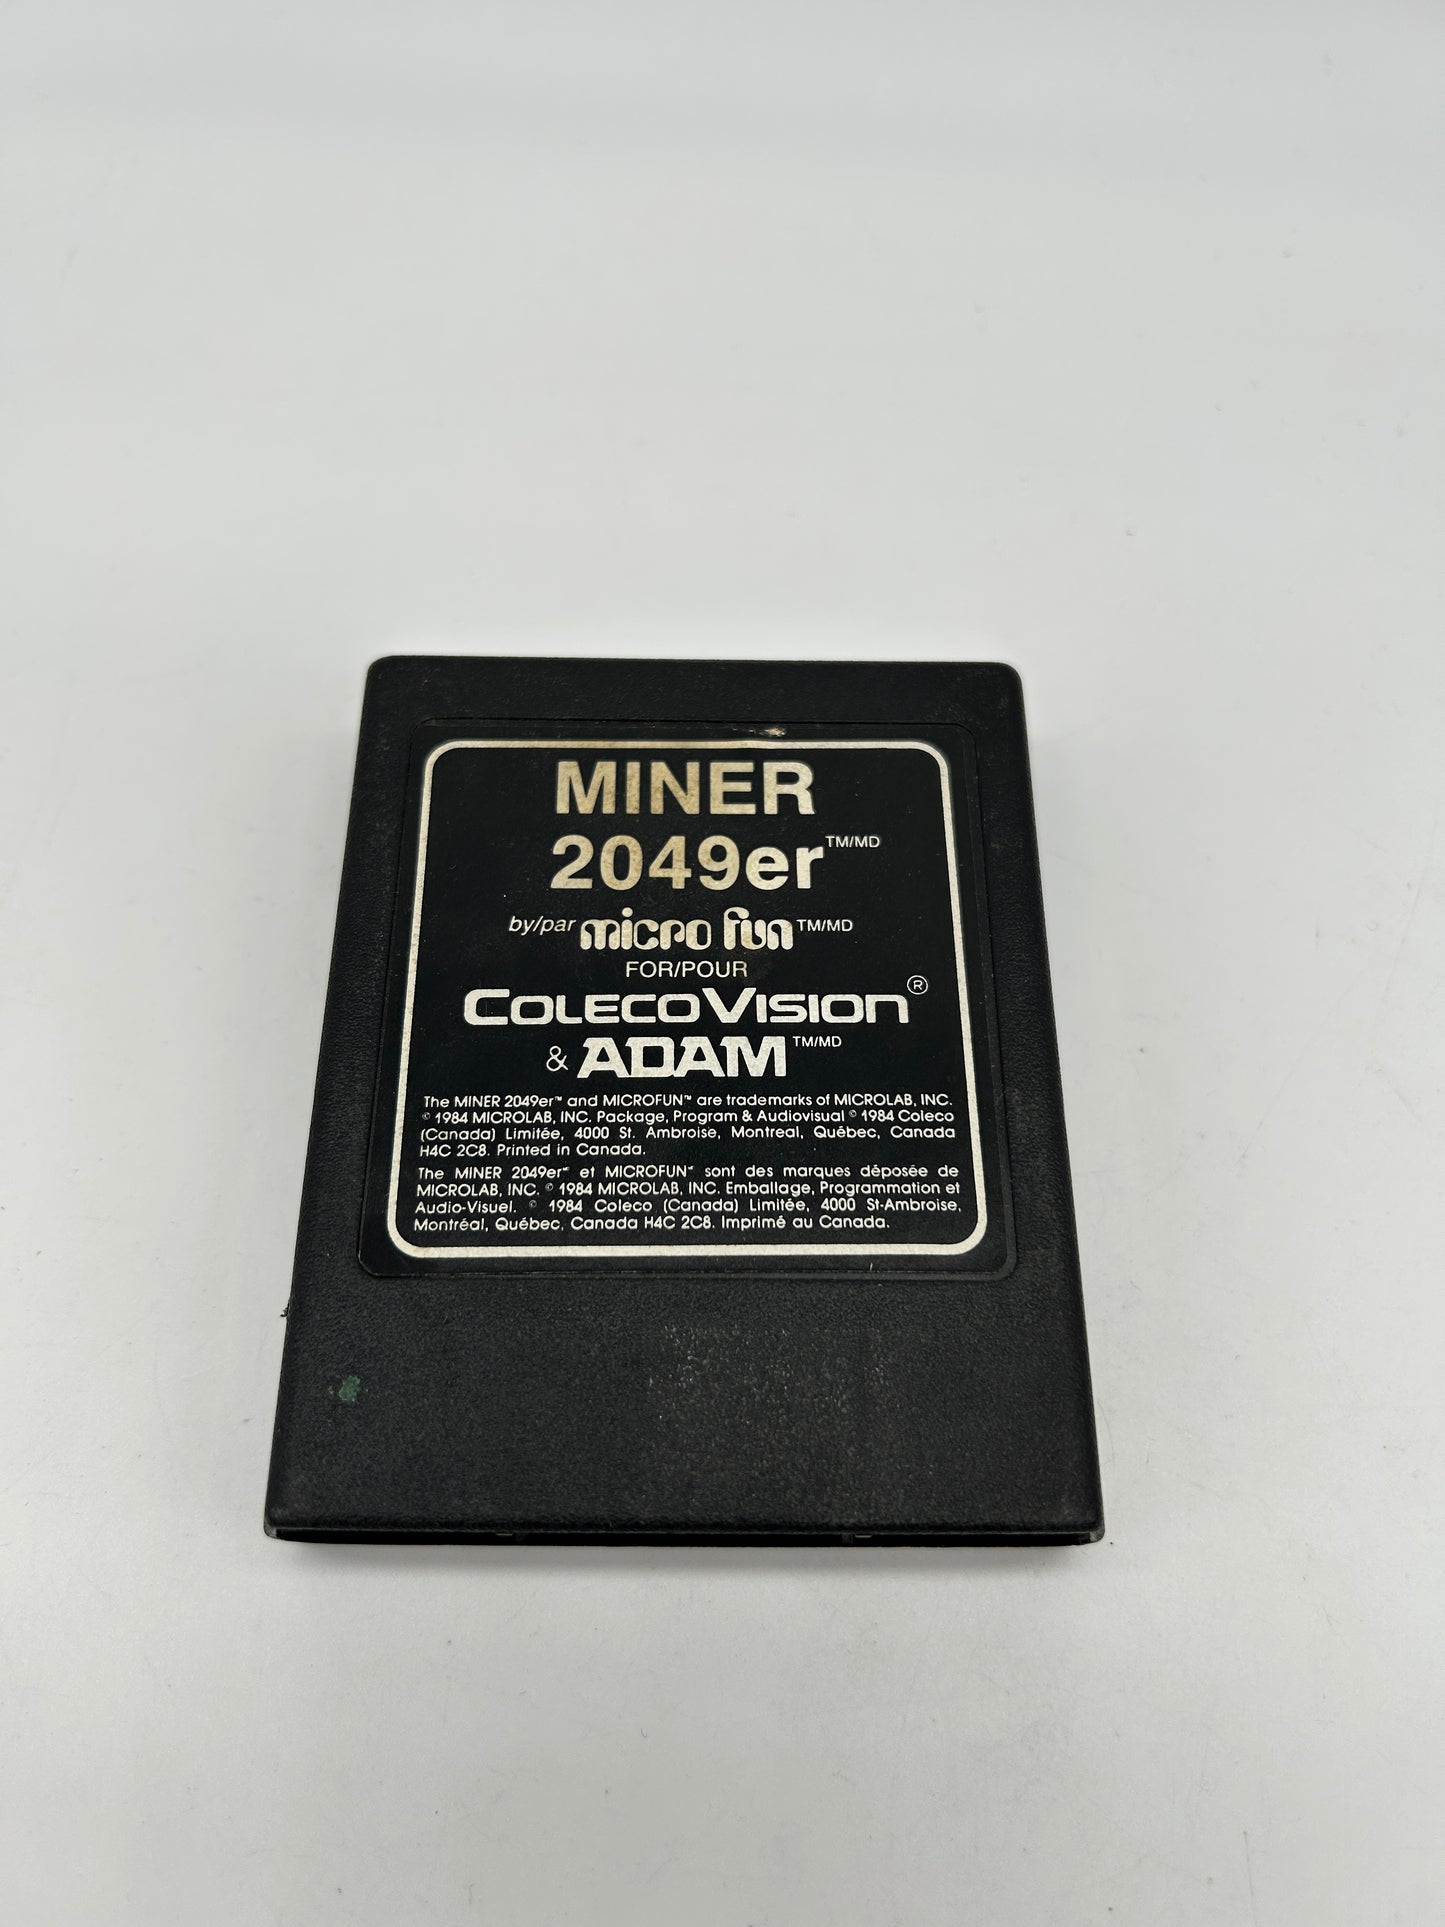 MINER
2049er™/MD
by/par micro fun TM/MD
FOR/POUR
COLECOVISION®
& ADAM TM/MD
The MINER 2049er™ and MICROFUN™ are trademarks of MICROLAB, INC.
© 1984 MICROLAB, INC. Package, Program & Audiovisual © 1984 Coleco
(Canada) Limitée, 4000 St. Ambroise, Montreal, Québec, Canada
H4C 2C8. Printed in Canada.
The MINER 2049er™ et MICROFUN™ sont des marques déposée de
MICROLAB, INC. © 1984 MICROLAB, INC. Emballage, Programmation et
Audio-Visuel. © 1984 Coleco (Canada) Limitée, 4000 St-Ambroise,
Montréal, Québec, Canada H4C 2C8. Imprimé au Canada.